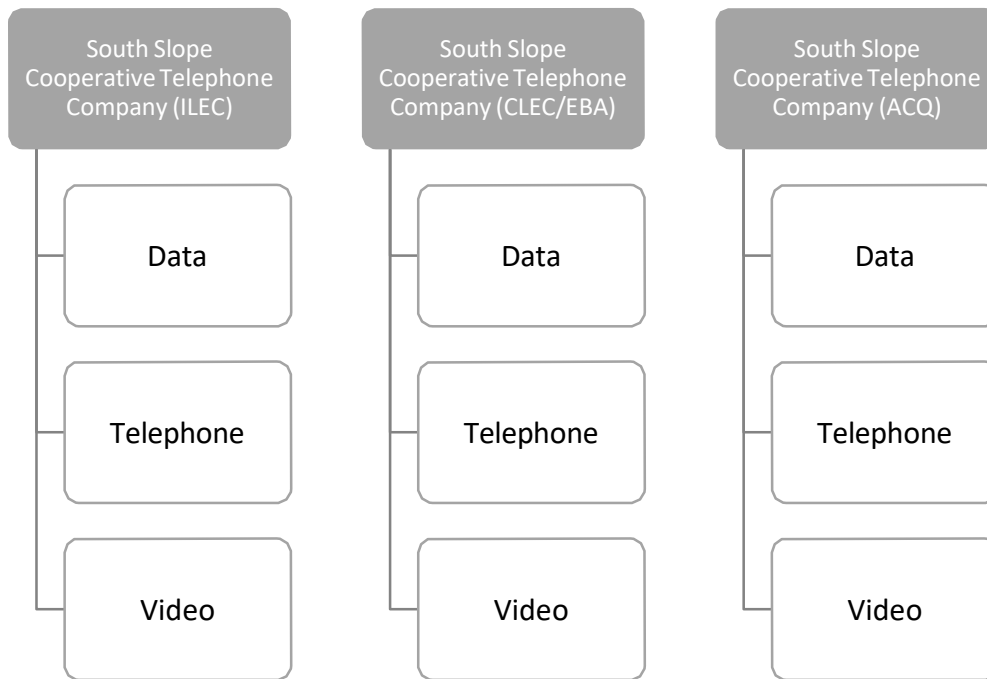 South Slope
Cooperative Telephone
Company (ILEC)
Data
Telephone
Video
South Slope
Cooperative Telephone
Company (CLEC/EBA)
Data
Telephone
Video
South Slope
Cooperative Telephone
Company (ACQ)
Data
Telephone
Video